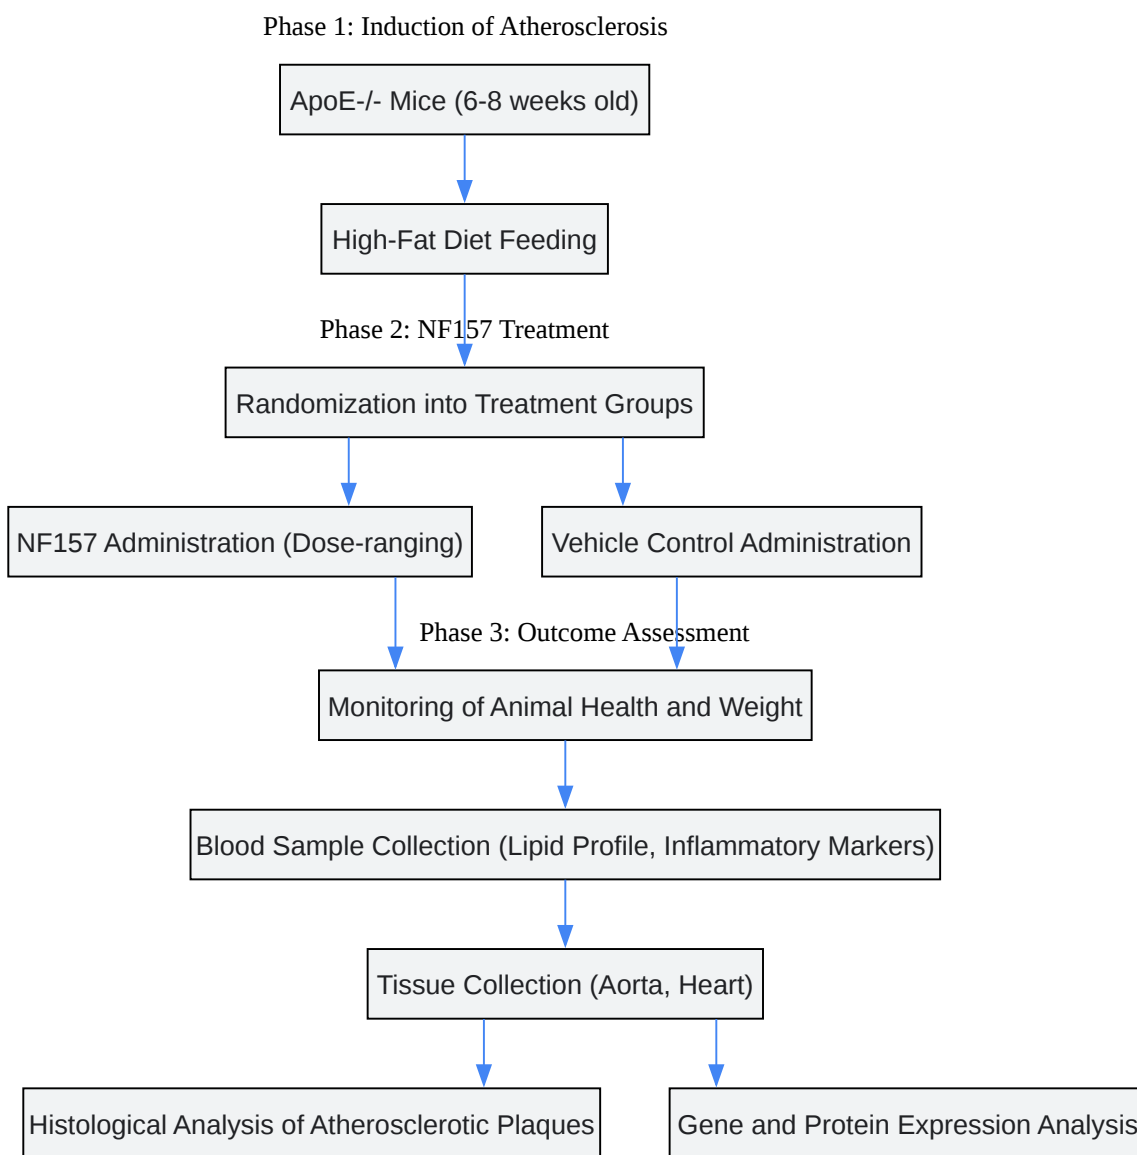 Phase 1: Induction of Atherosclerosis
ApoE-/- Mice (6-8 weeks old)
High-Fat Diet Feeding
Phase 2: NF157 Treatment
Randomization into Treatment Groups
NF157 Administration (Dose-ranging)
Vehicle Control Administration
Phase 3: Outcome Assessment
Monitoring of Animal Health and Weight
Blood Sample Collection (Lipid Profile, Inflammatory Markers)
Tissue Collection (Aorta, Heart)
Histological Analysis of Atherosclerotic Plaques
Gene and Protein Expression Analysis